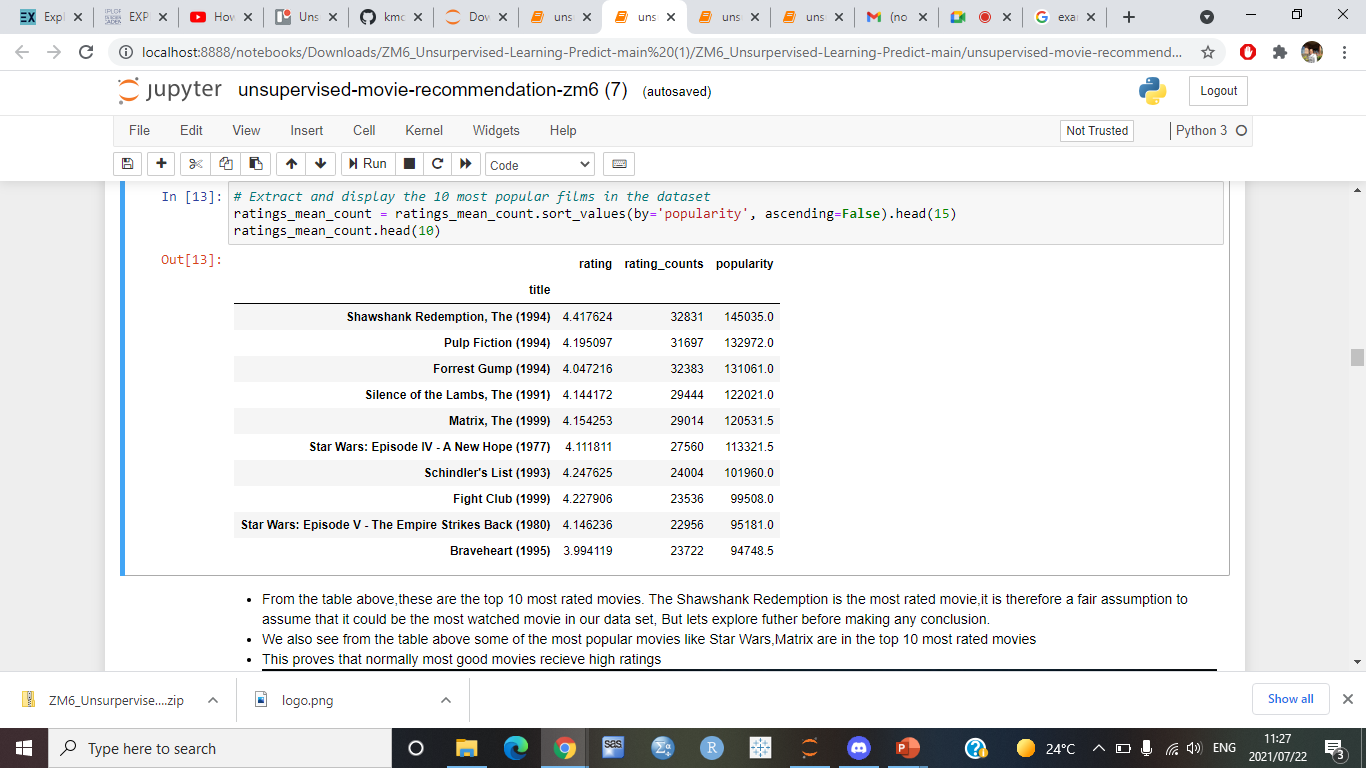 Expl
EXP
How
Uns
kmc
Dow
uns
uns
uns
uns
(no
exa
localhost:8888/notebooks/Downloads/ZM6_Unsurpervised-Learning-Predict-main%20(1)/ZM6_Unsurpervised-Learning-Predict-main/unsupervised-movie-recommend...
jupyter unsupervised-movie-recommendation-zm6 (7) (autosaved)
Logout
File Edit View Insert Cell Kernel Widgets Help
Not Trusted
Python 3
Run
Code
In [13]: # Extract and display the 10 most popular films in the dataset
ratings_mean_count = ratings_mean_count.sort_values(by='popularity', ascending=False).head(15)
ratings_mean_count.head(10)
Out[13]:
rating rating_counts popularity
title
Shawshank Redemption, The (1994) 4.417624 32831 145035.0
Pulp Fiction (1994) 4.195097 31697 132972.0
Forrest Gump (1994) 4.047216 32383 131061.0
Silence of the Lambs, The (1991) 4.144172 29444 122021.0
Matrix, The (1999) 4.154253 29014 120531.5
Star Wars: Episode IV - A New Hope (1977) 4.111811 27560 113321.5
Schindler's List (1993) 4.247625 24004 101960.0
Fight Club (1999) 4.227906 23536 99508.0
Star Wars: Episode V - The Empire Strikes Back (1980) 4.146236 22956 95181.0
Braveheart (1995) 3.994119 23722 94748.5
• From the table above,these are the top 10 most rated movies. The Shawshank Redemption is the most rated movie,it is therefore a fair assumption to
assume that it could be the most watched movie in our data set, But lets explore futher before making any conclusion.
• We also see from the table above some of the most popular movies like Star Wars,Matrix are in the top 10 most rated movies
• This proves that normally most good movies recieve high ratings
ZM6_Unsurpervise....zip
logo.png
Show all
Type here to search
24°C
ENG
11:27
2021/07/22
3